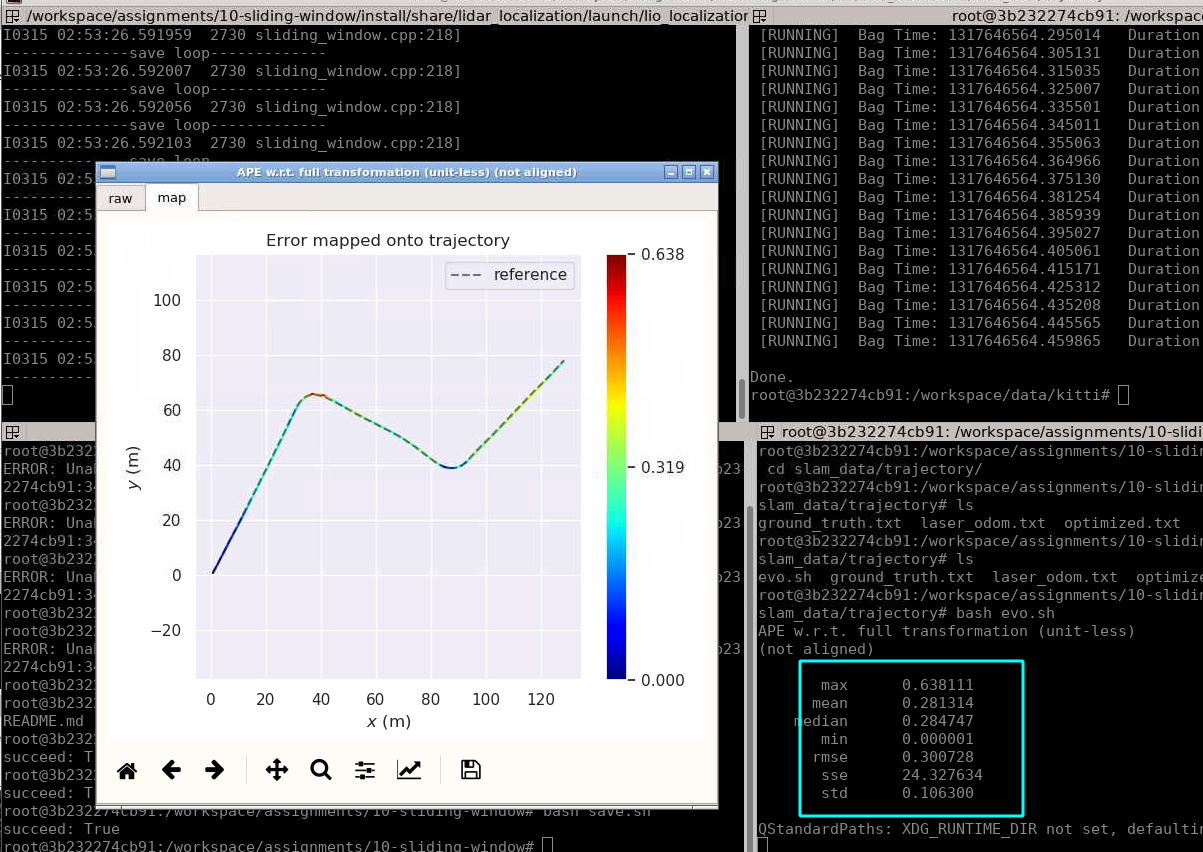 /workspace/assignments/10-sliding-window/install/share/lidar_localization/launch/lio_localization
I0315 02:53:26.591959  2730 sliding_window.cpp:218]
--------------save loop-------------
I0315 02:53:26.592007  2730 sliding_window.cpp:218]
--------------save loop-------------
I0315 02:53:26.592056  2730 sliding_window.cpp:218]
--------------save loop-------------
I0315 02:53:26.592103  2730 sliding_window.cpp:218]
--------------save loop
I0315 02:5
I0315 02:5
I0315 02:5
I0315 02:5
I0315 02:5
I0315 02:5
root@3b232274cb91: /workspace
[RUNNING]  Bag Time: 1317646564.295014   Duration
[RUNNING]  Bag Time: 1317646564.305131   Duration
[RUNNING]  Bag Time: 1317646564.315035   Duration
[RUNNING]  Bag Time: 1317646564.325007   Duration
[RUNNING]  Bag Time: 1317646564.335501   Duration
[RUNNING]  Bag Time: 1317646564.345011   Duration
[RUNNING]  Bag Time: 1317646564.355063   Duration
[RUNNING]  Bag Time: 1317646564.364966   Duration
[RUNNING]  Bag Time: 1317646564.375130   Duration
[RUNNING]  Bag Time: 1317646564.381254   Duration
[RUNNING]  Bag Time: 1317646564.385939   Duration
[RUNNING]  Bag Time: 1317646564.395027   Duration
[RUNNING]  Bag Time: 1317646564.405061   Duration
[RUNNING]  Bag Time: 1317646564.415171   Duration
[RUNNING]  Bag Time: 1317646564.425312   Duration
[RUNNING]  Bag Time: 1317646564.435208   Duration
[RUNNING]  Bag Time: 1317646564.445565   Duration
[RUNNING]  Bag Time: 1317646564.459865   Duration
Done.
root@3b232274cb91:/workspace/data/kitti#
APE w.r.t. full transformation (unit-less) (not aligned)
raw
map
Error mapped onto trajectory
reference
100
80
60
40
20
0
−20
y (m)
0
20
40
60
80
100
120
x (m)
0.638
0.319
0.000
root@3b232
ERROR: Una
2274cb91:34
root@3b232
ERROR: Una
2274cb91:34
root@3b232
ERROR: Una
2274cb91:34
root@3b232
root@3b232
ERROR: Una
2274cb91:34
root@3b232
root@3b232
README.md
root@3b232
succeed: T
root@3b232
succeed: T
root@3b232274cb91:/workspace/assignments/10-sliding-window# bash save.sh
succeed: True
root@3b232274cb91:/workspace/assignments/10-sliding-window#
b23
b23
b23
b23
root@3b232274cb91: /workspace/assignments/10-slidi
root@3b232274cb91:/workspace/assignments/10-slidin
cd slam_data/trajectory/
root@3b232274cb91:/workspace/assignments/10-slidin
slam_data/trajectory# ls
ground_truth.txt  laser_odom.txt  optimized.txt
root@3b232274cb91:/workspace/assignments/10-slidin
slam_data/trajectory# ls
evo.sh  ground_truth.txt  laser_odom.txt  optimize
root@3b232274cb91:/workspace/assignments/10-slidin
slam_data/trajectory# bash evo.sh
APE w.r.t. full transformation (unit-less)
(not aligned)
max      0.638111
mean      0.281314
median      0.284747
min      0.000001
rmse      0.300728
sse      24.327634
std      0.106300
QStandardPaths: XDG_RUNTIME_DIR not set, defaultin